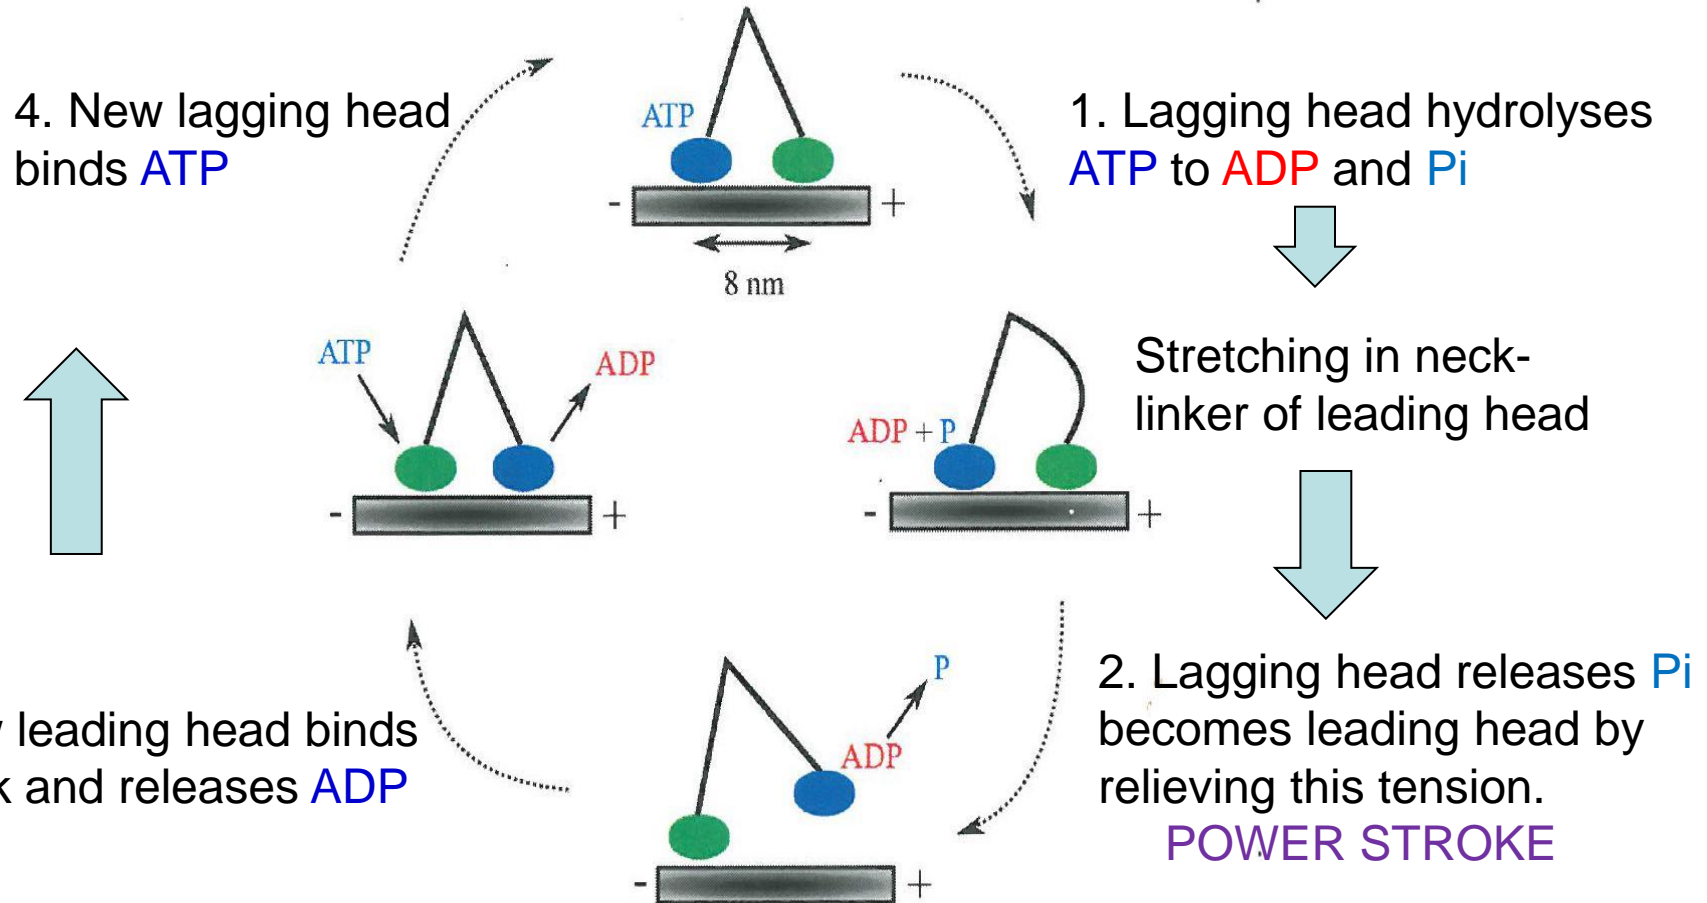 4. New lagging head
binds ATP
ATP
- +
8 nm
1. Lagging head hydrolyses
ATP to ADP and Pi
ATP
ADP
- +
ADP + P
- +
Stretching in neck-
linker of leading head
leading head binds
and releases ADP
P
ADP
- +
2. Lagging head releases Pi
becomes leading head by
relieving this tension.
POWER STROKE